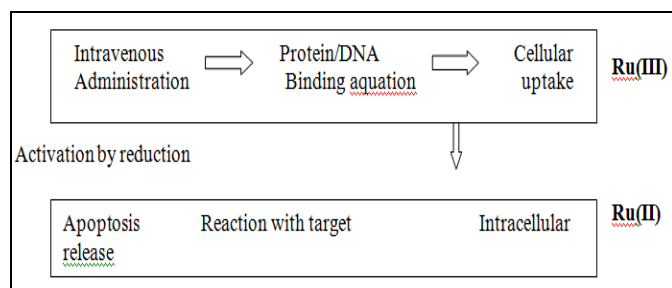 Intravenous Protein/DNA Cellular
Administration Binding aquation uptake Ru(III)
Activation by reduction
Ru(II)
Apoptosis Reaction with target Intracellular
release